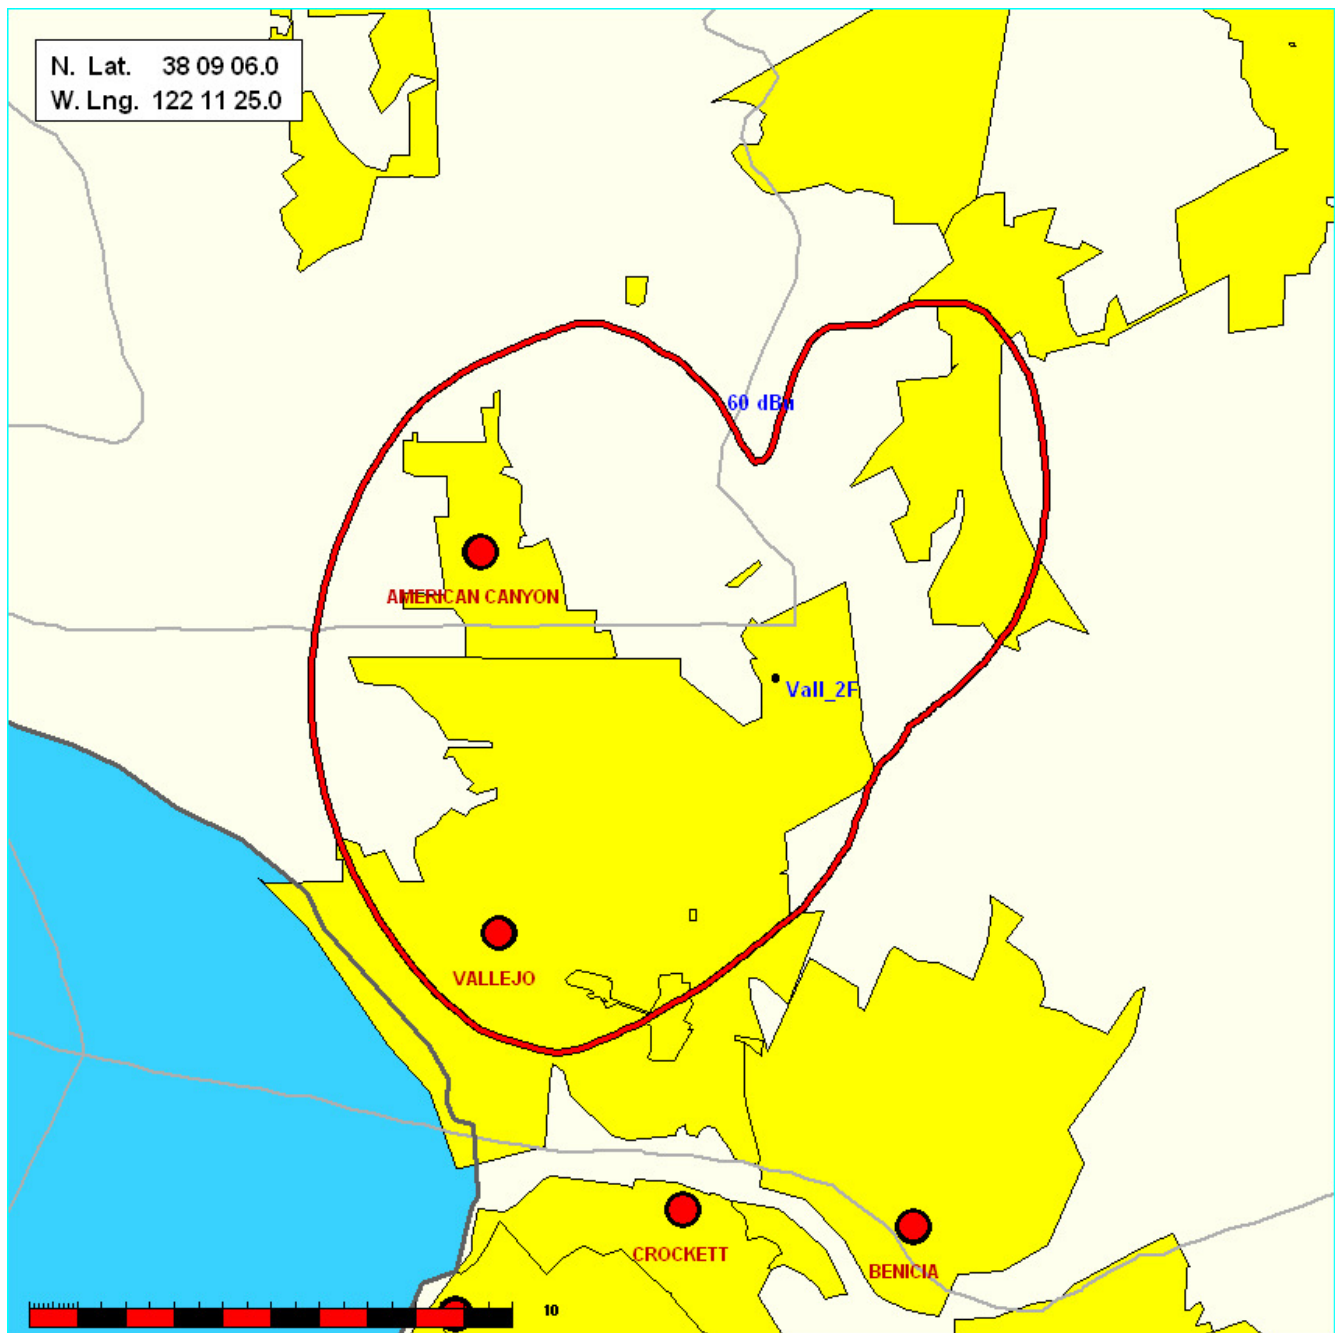 N. Lat. 38 09 06.0
W. Lng. 122 11 25.0
60 dBu
AMERICAN CANYON
Vall_2F
VALLEJO
CROCKETT
BENICIA
10